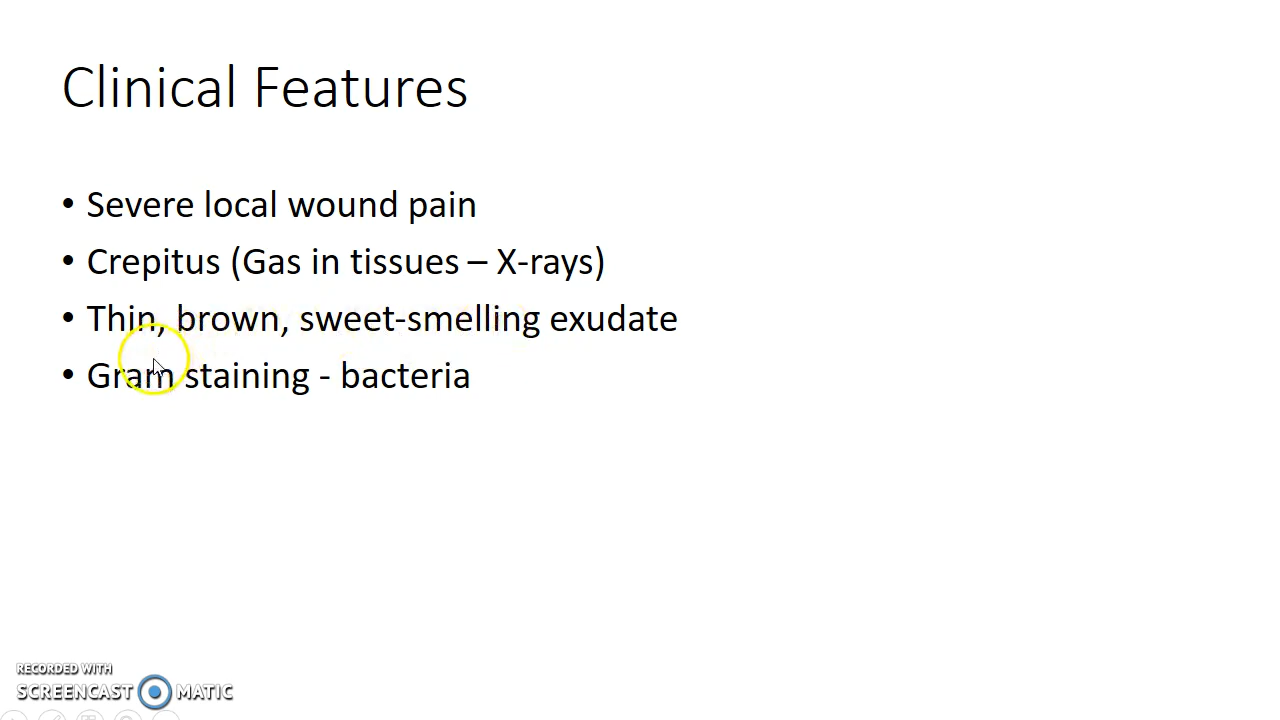 Clinical Features
• Severe local wound pain
• Crepitus (Gas in tissues – X-rays)
• Thin, brown, sweet-smelling exudate
• Gram staining - bacteria
RECORDED WITH
SCREENCAST MATIC